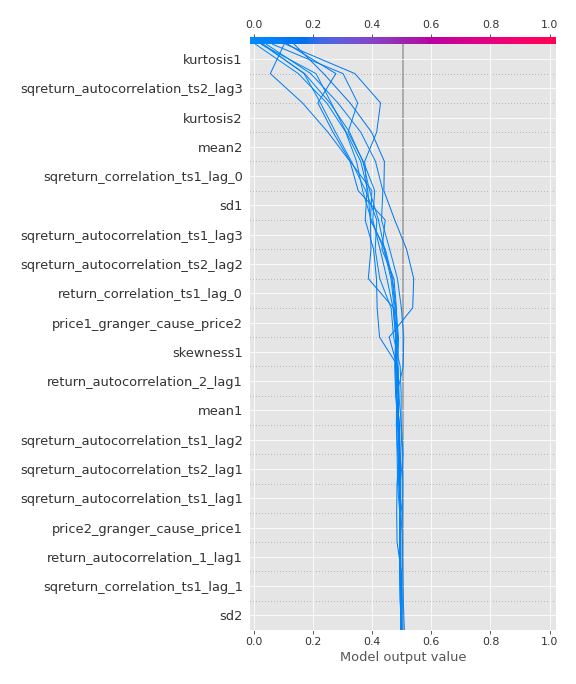 0.0 0.2 0.4 0.6 0.8 1.0
kurtosis1
sqreturn_autocorrelation_ts2_lag3
kurtosis2
mean2
sqreturn_correlation_ts1_lag_0
sd1
sqreturn_autocorrelation_ts1_lag3
sqreturn_autocorrelation_ts2_lag2
return_correlation_ts1_lag_0
price1_granger_cause_price2
skewness1
return_autocorrelation_2_lag1
mean1
sqreturn_autocorrelation_ts1_lag2
sqreturn_autocorrelation_ts2_lag1
sqreturn_autocorrelation_ts1_lag1
price2_granger_cause_price1
return_autocorrelation_1_lag1
sqreturn_correlation_ts1_lag_1
sd2
0.0 0.2 0.4 0.6 0.8 1.0
Model output value